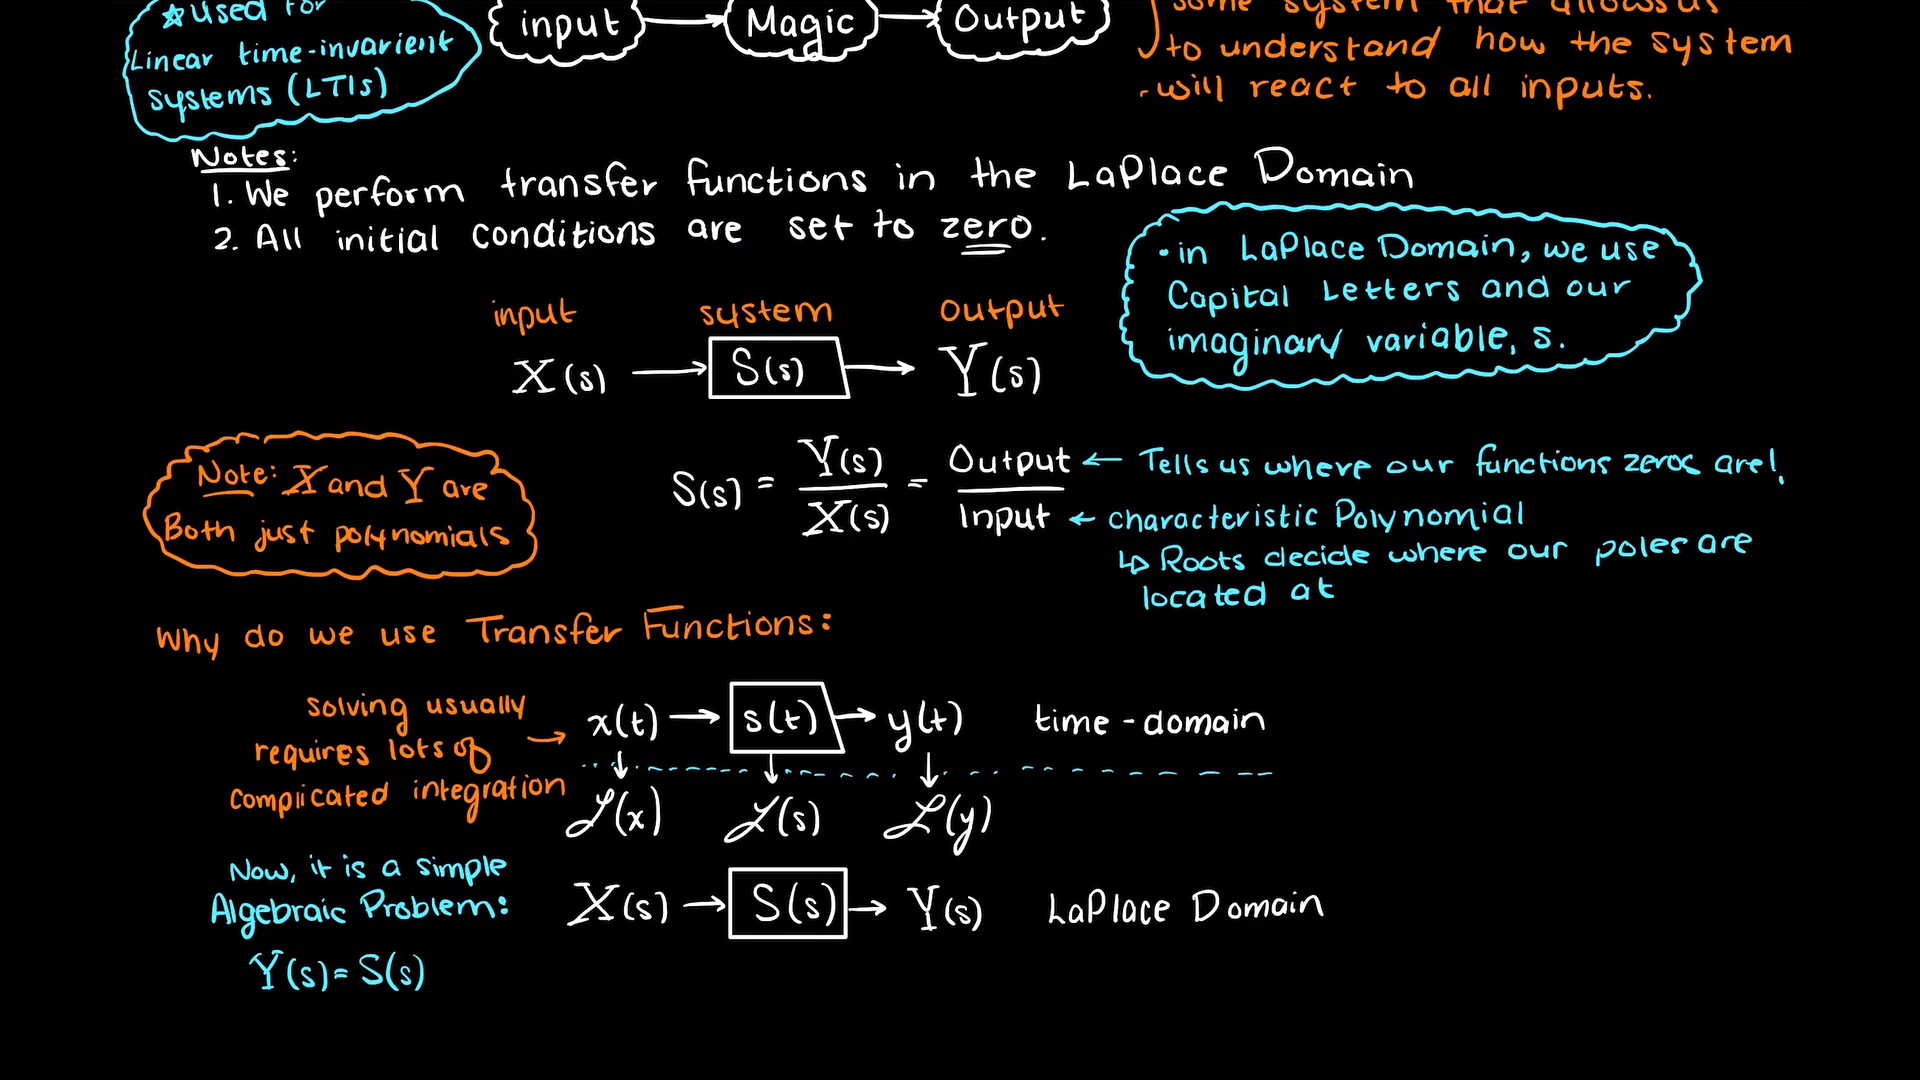 ☆ Used For
Linear time-invarient
Systems (LTIs)
input → Magic → Output
some system that allows us
to understand how the system
will react to all inputs.
Notes:
1. We perform transfer functions in the LaPlace Domain
2. All initial conditions are set to zero.
• in LaPlace Domain, we use
Capital Letters and our
imaginary variable, s.
input system output
X(s) → S(s) → Y(s)
Note: X and Y are
Both just polynomials
S(s) = Y(s)/X(s) = Output/Input
← Tells us where our functions zeros are!
← characteristic Polynomial
↳ Roots decide where our poles are
located at
Why do we use Transfer Functions:
solving usually
requires lots of →
complicated integration
x(t) → s(t) → y(t) time-domain
ℒ(x) ℒ(s) ℒ(y)
Now, it is a simple
Algebraic Problem:
X(s) → S(s) → Y(s) LaPlace Domain
Y(s) = S(s)